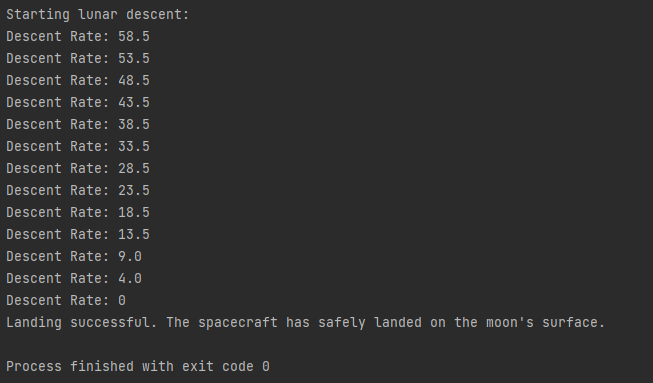 Starting lunar descent:
Descent Rate: 58.5
Descent Rate: 53.5
Descent Rate: 48.5
Descent Rate: 43.5
Descent Rate: 38.5
Descent Rate: 33.5
Descent Rate: 28.5
Descent Rate: 23.5
Descent Rate: 18.5
Descent Rate: 13.5
Descent Rate: 9.0
Descent Rate: 4.0
Descent Rate: 0
Landing successful. The spacecraft has safely landed on the moon's surface.
Process finished with exit code 0